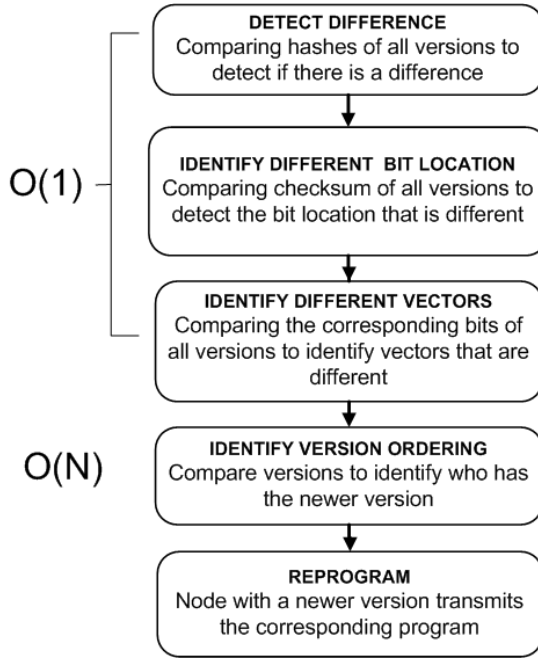 DETECT DIFFERENCE
Comparing hashes of all versions to
detect if there is a difference
O(1)
IDENTIFY DIFFERENT BIT LOCATION
Comparing checksum of all versions to
detect the bit location that is different
IDENTIFY DIFFERENT VECTORS
Comparing the corresponding bits of
all versions to identify vectors that are
different
O(N)
IDENTIFY VERSION ORDERING
Compare versions to identify who has
the newer version
REPROGRAM
Node with a newer version transmits
the corresponding program